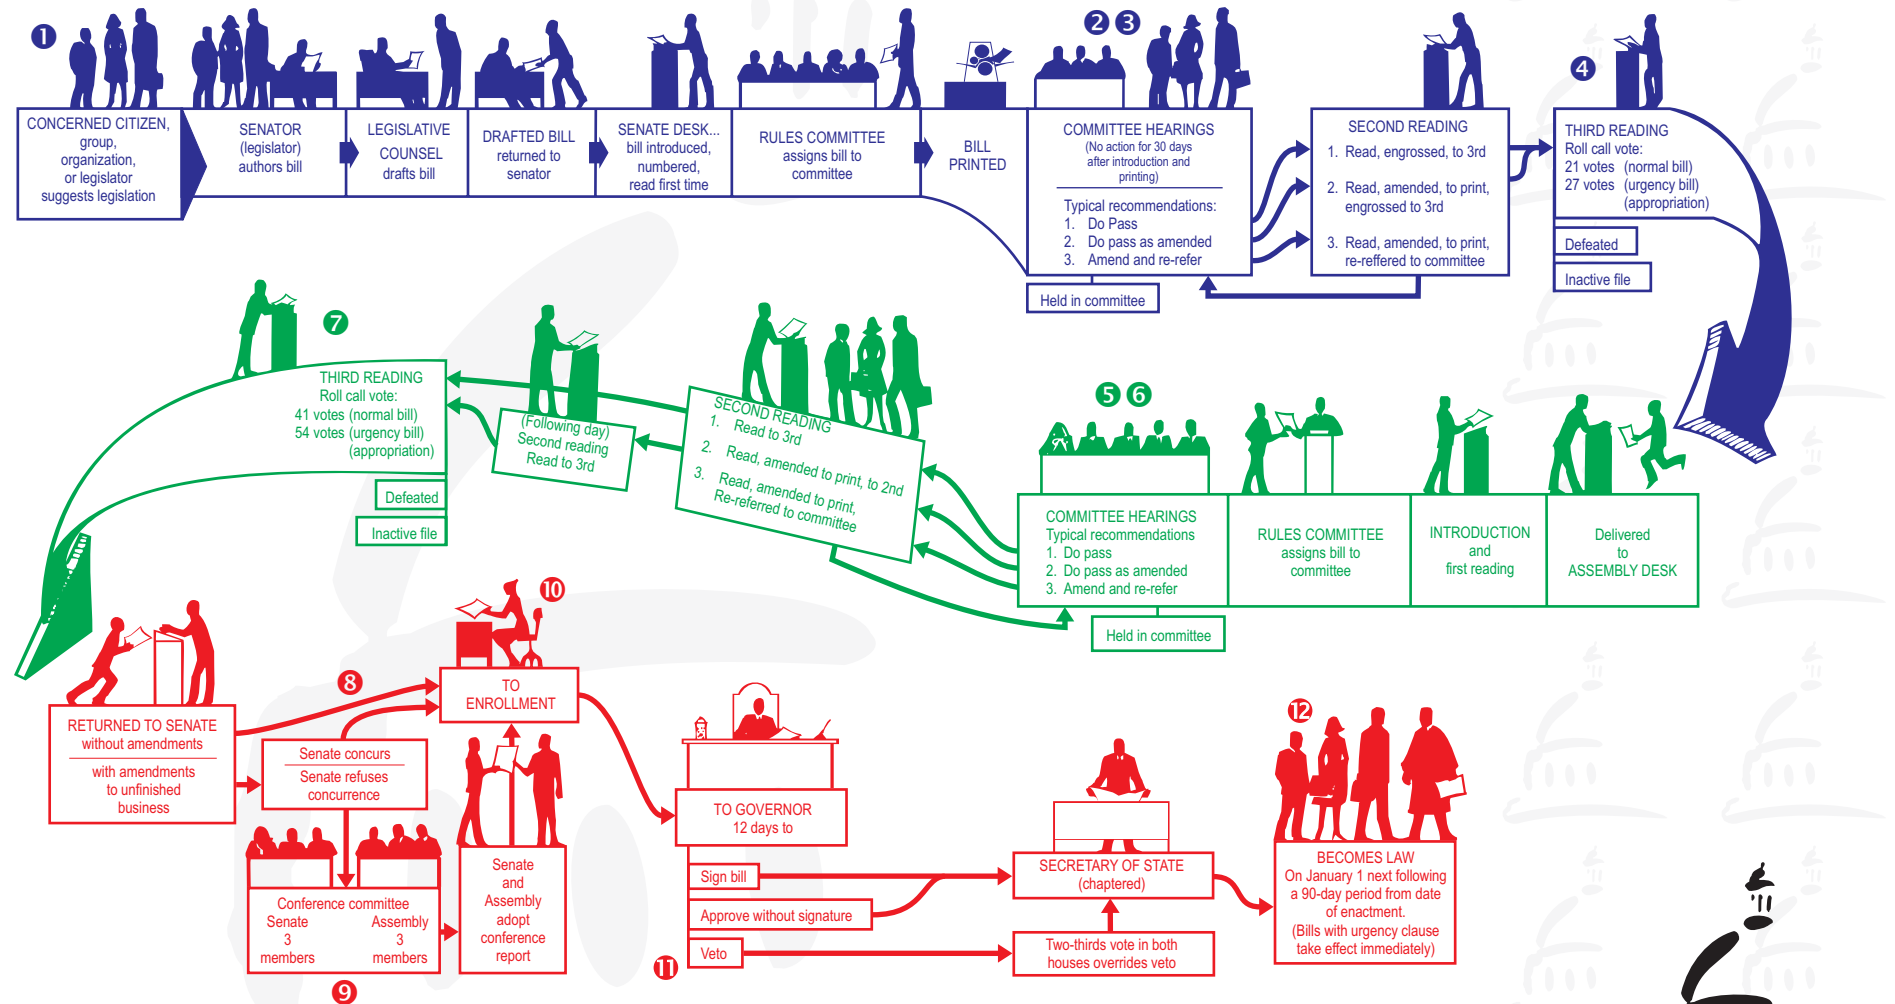 1
CONCERNED CITIZEN,
group,
organization,
or legislator
suggests legislation
SENATOR
(legislator)
authors bill
LEGISLATIVE
COUNSEL
drafts bill
DRAFTED BILL
returned to
senator
SENATE DESK...
bill introduced,
numbered,
read first time
RULES COMMITTEE
assigns bill to
committee
BILL
PRINTED
2 3
COMMITTEE HEARINGS
(No action for 30 days
after introduction and
printing)
Typical recommendations:
1. Do Pass
2. Do pass as amended
3. Amend and re-refer
Held in committee
SECOND READING
1. Read, engrossed, to 3rd
2. Read, amended, to print,
engrossed to 3rd
3. Read, amended, to print,
re-reffered to committee
4
THIRD READING
Roll call vote:
21 votes (normal bill)
27 votes (urgency bill)
(appropriation)
Defeated
Inactive file
Delivered
to
ASSEMBLY DESK
INTRODUCTION
and
first reading
RULES COMMITTEE
assigns bill to
committee
5 6
COMMITTEE HEARINGS
Typical recommendations
1. Do pass
2. Do pass as amended
3. Amend and re-refer
Held in committee
SECOND READING
1. Read to 3rd
2. Read, amended to print, to 2nd
3. Read, amended to print,
Re-referred to committee
(Following day)
Second reading
Read to 3rd
7
THIRD READING
Roll call vote:
41 votes (normal bill)
54 votes (urgency bill)
(appropriation)
Defeated
Inactive file
RETURNED TO SENATE
without amendments
with amendments
to unfinished
business
8
Senate concurs
Senate refuses
concurrence
Conference committee
Senate
3
members
Assembly
3
members
9
Senate
and
Assembly
adopt
conference
report
10
TO
ENROLLMENT
TO GOVERNOR
12 days to
Sign bill
Approve without signature
Veto
11
SECRETARY OF STATE
(chaptered)
Two-thirds vote in both
houses overrides veto
12
BECOMES LAW
On January 1 next following
a 90-day period from date
of enactment.
(Bills with urgency clause
take effect immediately)